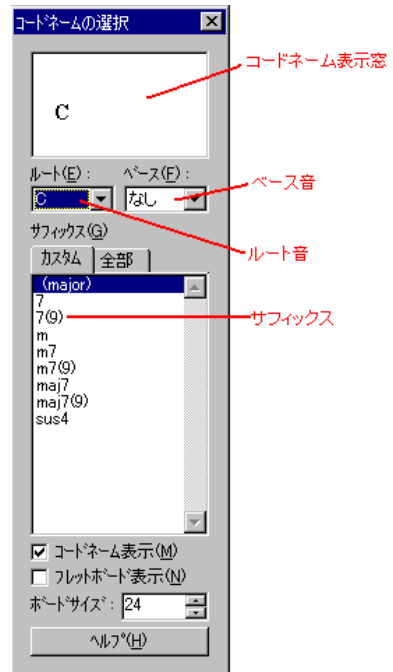 コードネームの選択
コードネーム表示窓
C
ルート(E): ベース(F):
C なし
ベース音
サフィックス(G)
ルート音
カスタム 全部
(major)
7
7(9)
サフィックス
m
m7
m7(9)
maj7
maj7(9)
sus4
コードネーム表示(M)
フレットボード表示(N)
ボードサイズ: 24
ヘルプ(H)